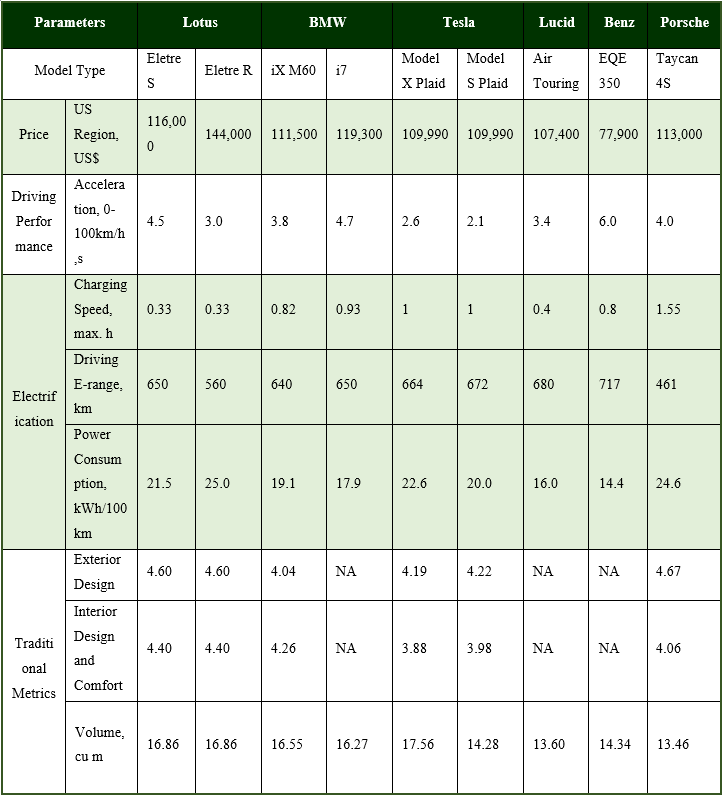 Parameters Lotus BMW Tesla Lucid Benz Porsche
Model Type Eletre S Eletre R iX M60 i7 Model X Plaid Model S Plaid Air Touring EQE 350 Taycan 4S
Price US Region, US$ 116,000 144,000 111,500 119,300 109,990 109,990 107,400 77,900 113,000
Driving Performance Acceleration, 0-100km/h,s 4.5 3.0 3.8 4.7 2.6 2.1 3.4 6.0 4.0
Electrification Charging Speed, max. h 0.33 0.33 0.82 0.93 1 1 0.4 0.8 1.55
Driving E-range, km 650 560 640 650 664 672 680 717 461
Power Consumption, kWh/100 km 21.5 25.0 19.1 17.9 22.6 20.0 16.0 14.4 24.6
Traditional Metrics Exterior Design 4.60 4.60 4.04 NA 4.19 4.22 NA NA 4.67
Interior Design and Comfort 4.40 4.40 4.26 NA 3.88 3.98 NA NA 4.06
Volume, cu m 16.86 16.86 16.55 16.27 17.56 14.28 13.60 14.34 13.46